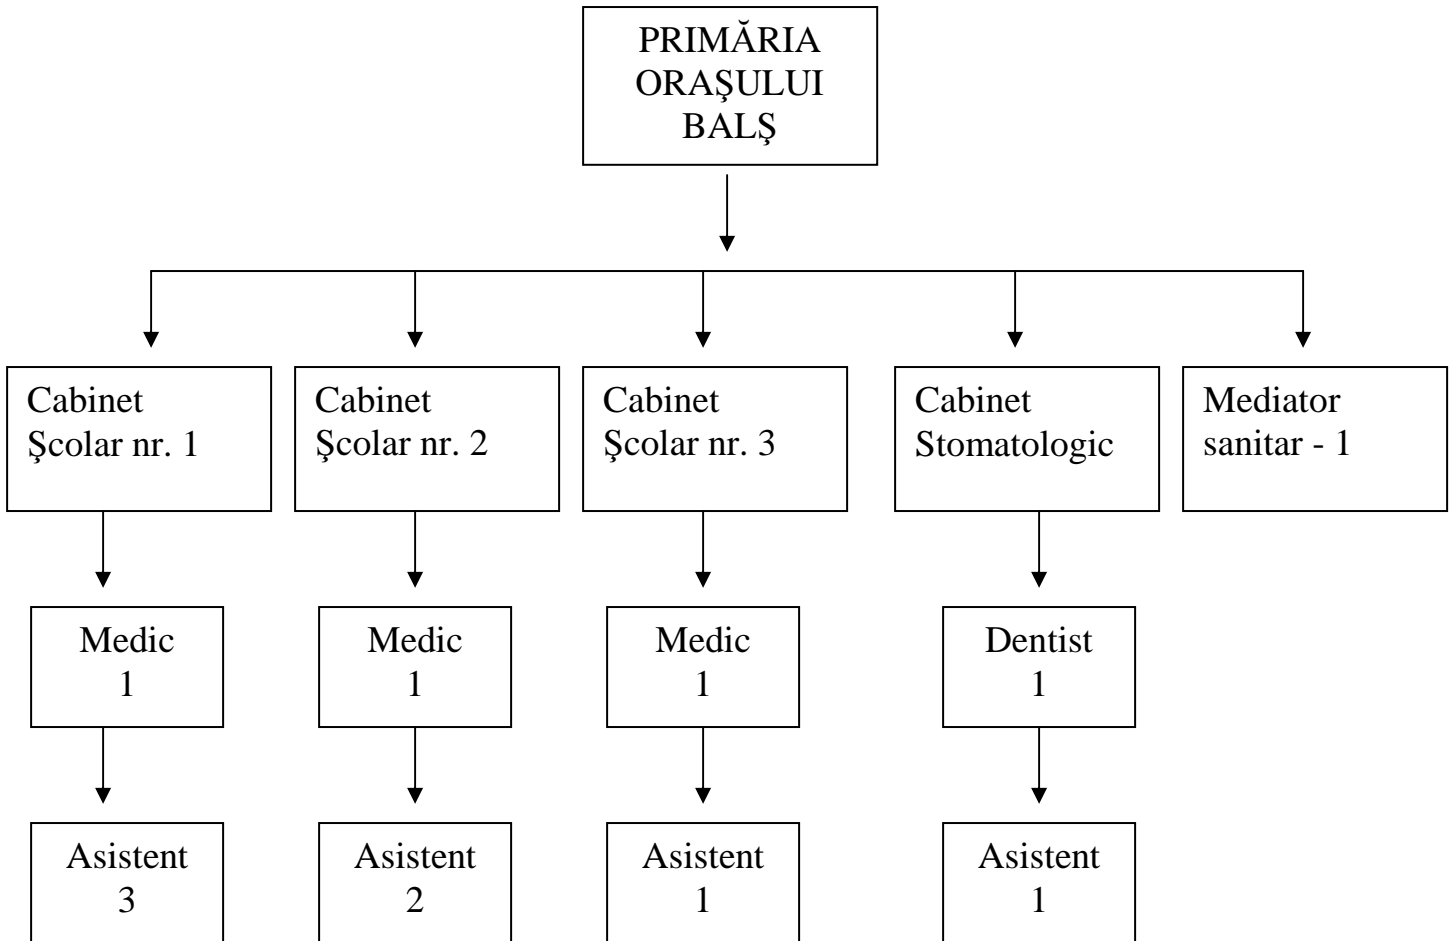 PRIMĂRIA
ORAŞULUI
BALŞ
Cabinet
Şcolar nr. 1
Cabinet
Şcolar nr. 2
Cabinet
Şcolar nr. 3
Cabinet
Stomatologic
Mediator
sanitar - 1
Medic
1
Medic
1
Medic
1
Dentist
1
Asistent
3
Asistent
2
Asistent
1
Asistent
1